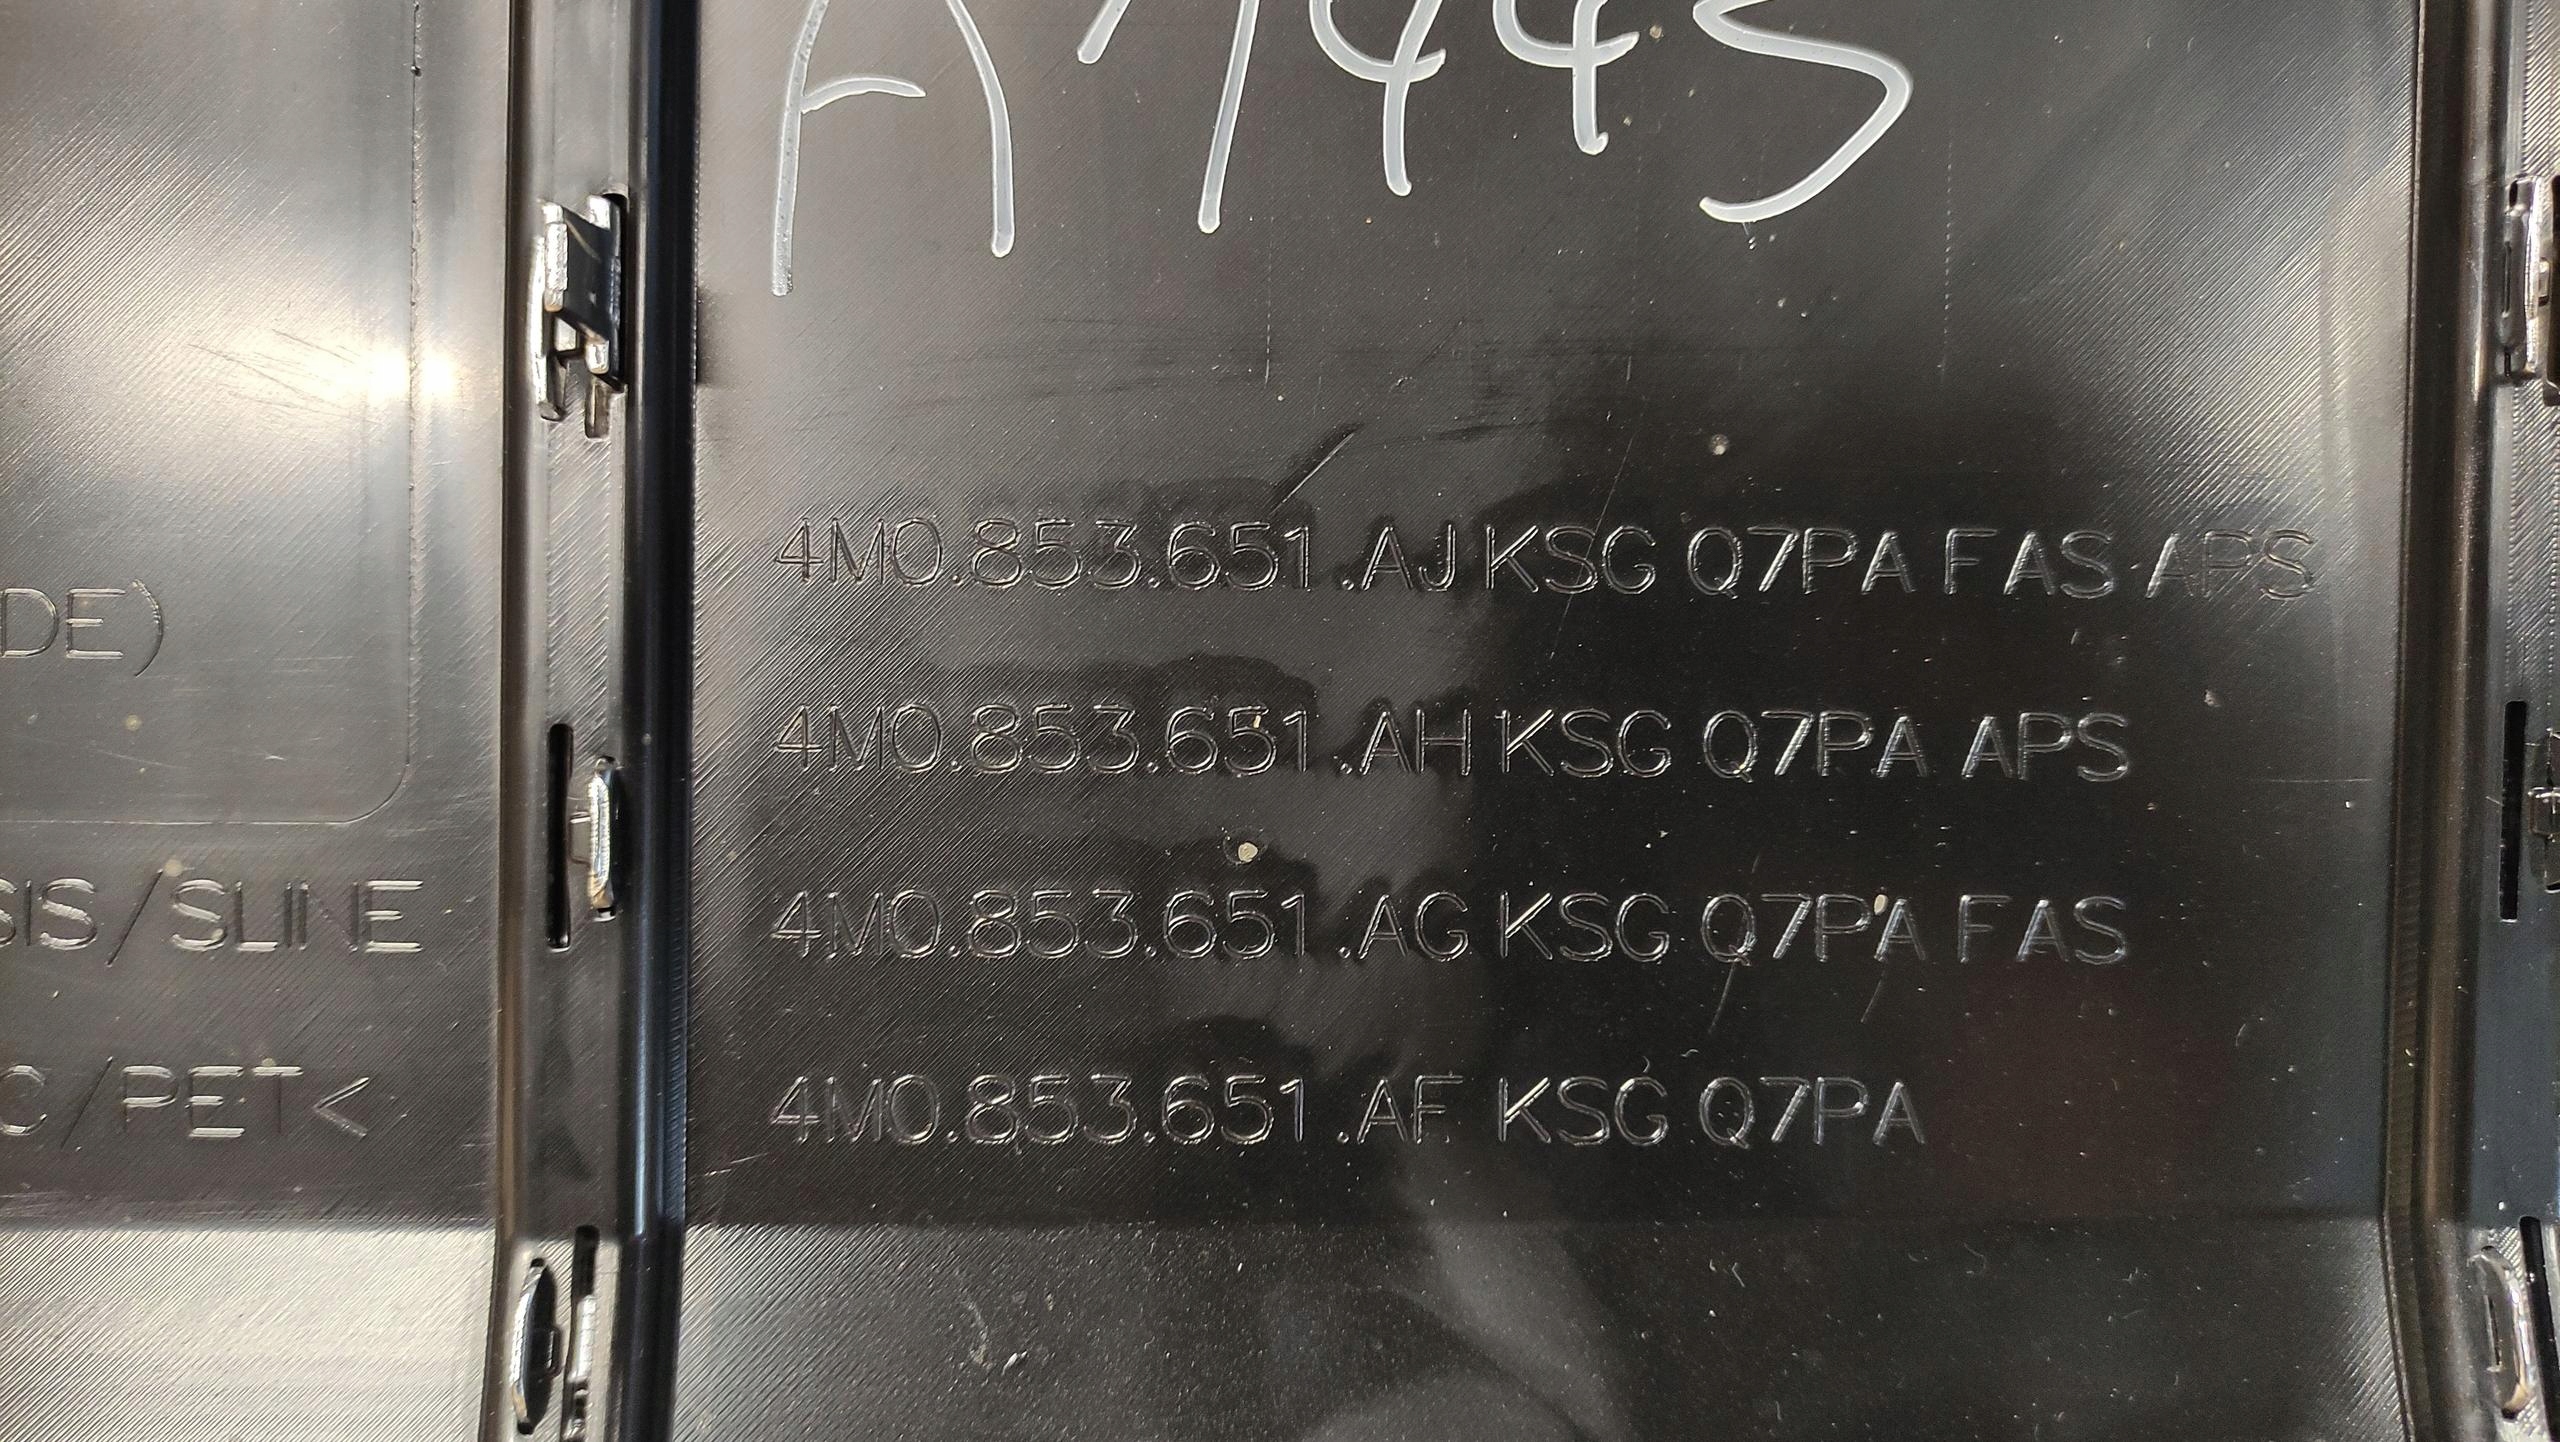 4M0.853.651.AJ KSG Q7PA FAS APS
DE)
4M0.853.651.AH KSG Q7PA APS
SIS/SLINE
4M0.853.651.AG KSG Q7PA FAS
C/PET<
4M0.853.651.AF KSG Q7PA